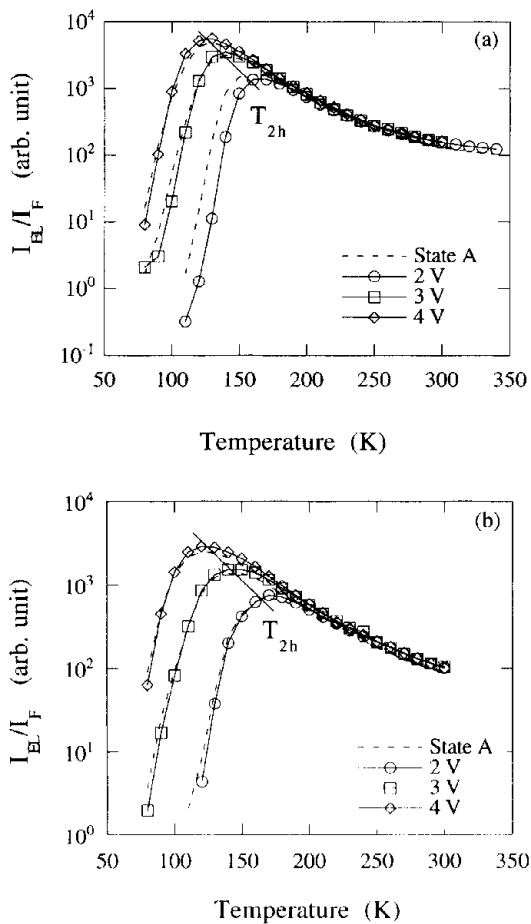 (a)
I_EL/I_F (arb. unit)
10^5
10^4
10^3
10^2
10^1
10^0
10^-1
T_2h
State A
2 V
3 V
4 V
50 100 150 200 250 300 350
Temperature (K)
(b)
I_EL/I_F (arb. unit)
10^4
10^3
10^2
10^1
10^0
T_2h
State A
2 V
3 V
4 V
50 100 150 200 250 300 350
Temperature (K)